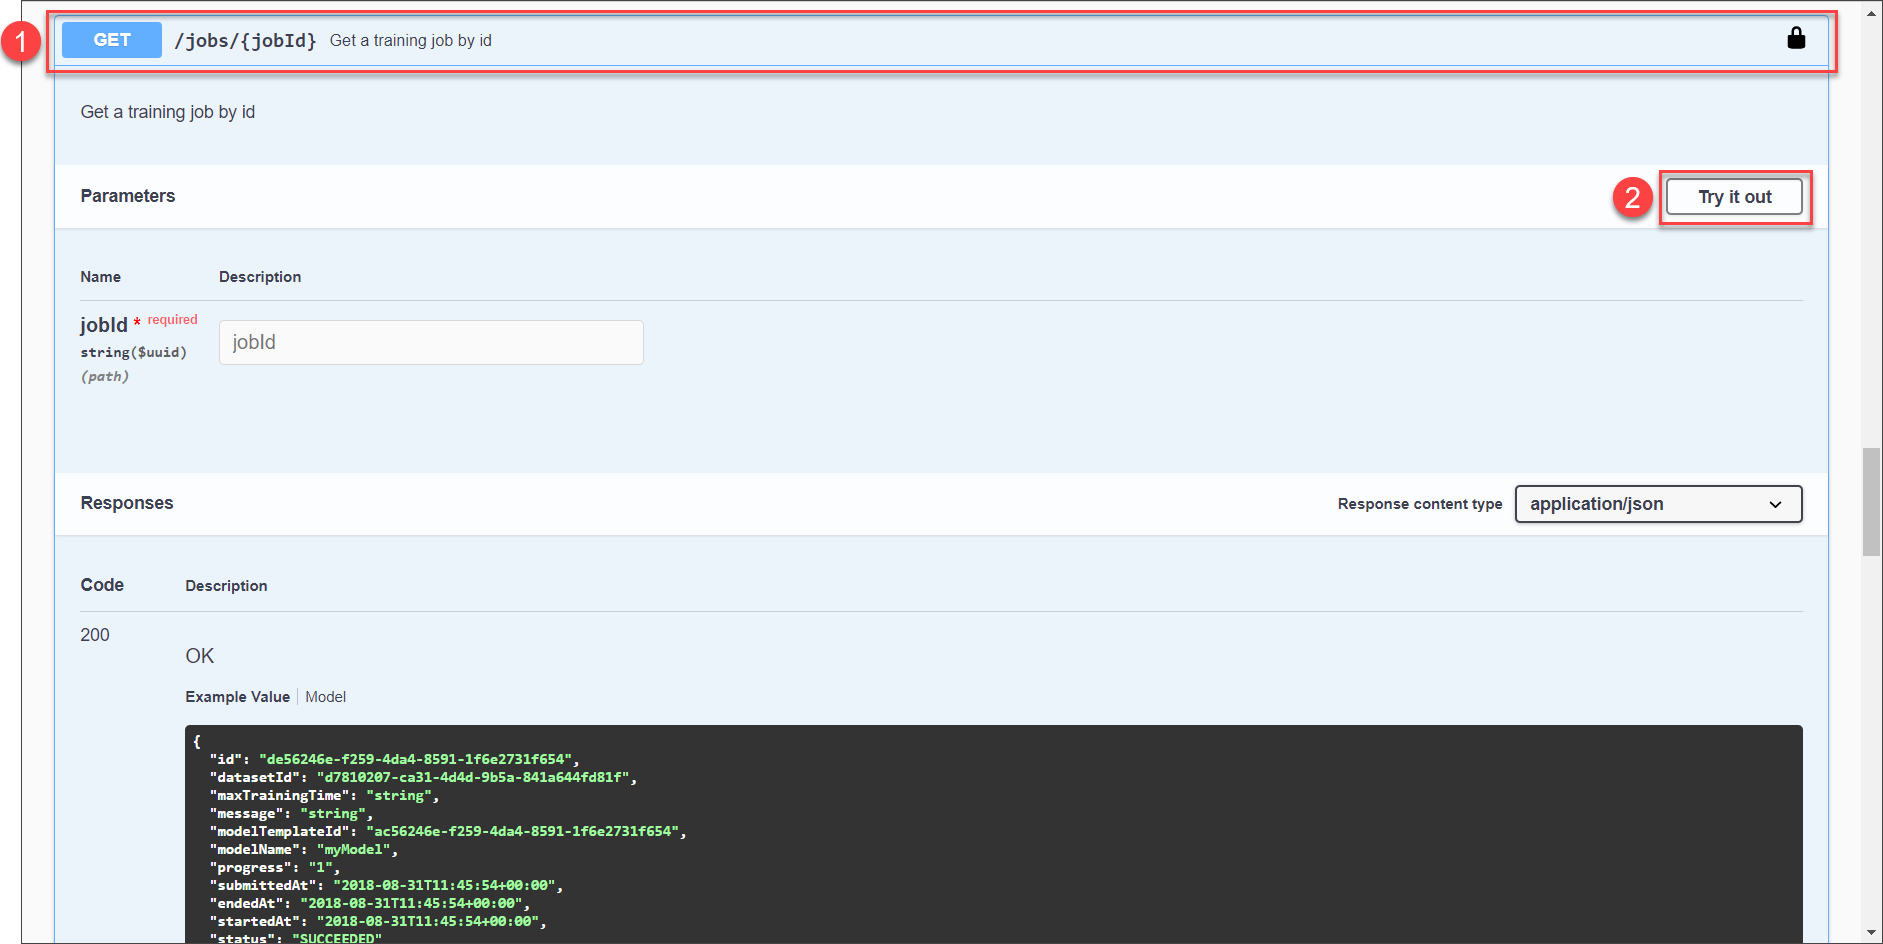 1
GET /jobs/{jobId} Get a training job by id
Get a training job by id
Parameters
2
Try it out
Name Description
jobId * required
string($uuid)
(path)
jobId
Responses
Response content type application/json
Code Description
200
OK
Example Value | Model
{
"id": "de56246e-f259-4da4-8591-1f6e2731f654",
"datasetId": "d7810207-ca31-4d4d-9b5a-841a644fd81f",
"maxTrainingTime": "string",
"message": "string",
"modelTemplateId": "ac56246e-f259-4da4-8591-1f6e2731f654",
"modelName": "myModel",
"progress": "1",
"submittedAt": "2018-08-31T11:45:54+00:00",
"endedAt": "2018-08-31T11:45:54+00:00",
"startedAt": "2018-08-31T11:45:54+00:00",
"status": "SUCCEEDED"